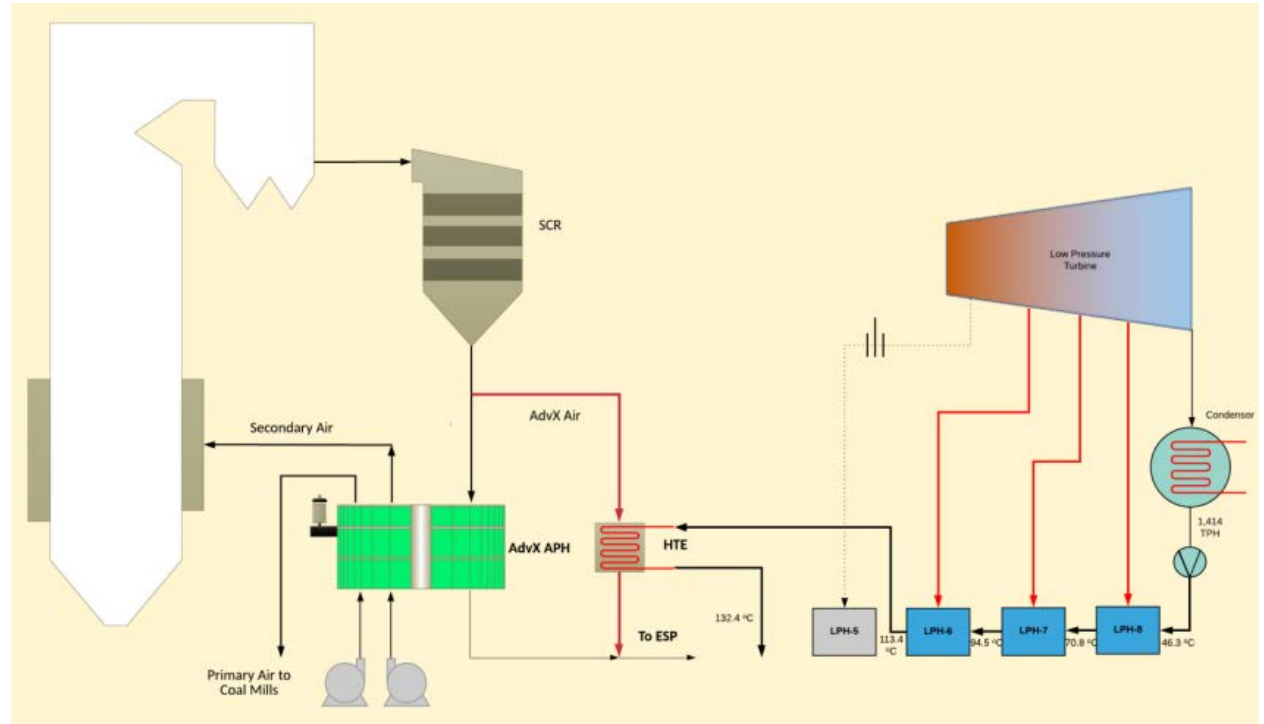 SCR
Low Pressure
Turbine
AdvX Air
Condensor
Secondary Air
1,414
TPH
AdvX APH
HTE
132.4 ºC
To ESP
LPH-5
113.4
ºC
LPH-6
94.5 ºC
LPH-7
70.8 ºC
LPH-8
46.3 ºC
Primary Air to
Coal Mills